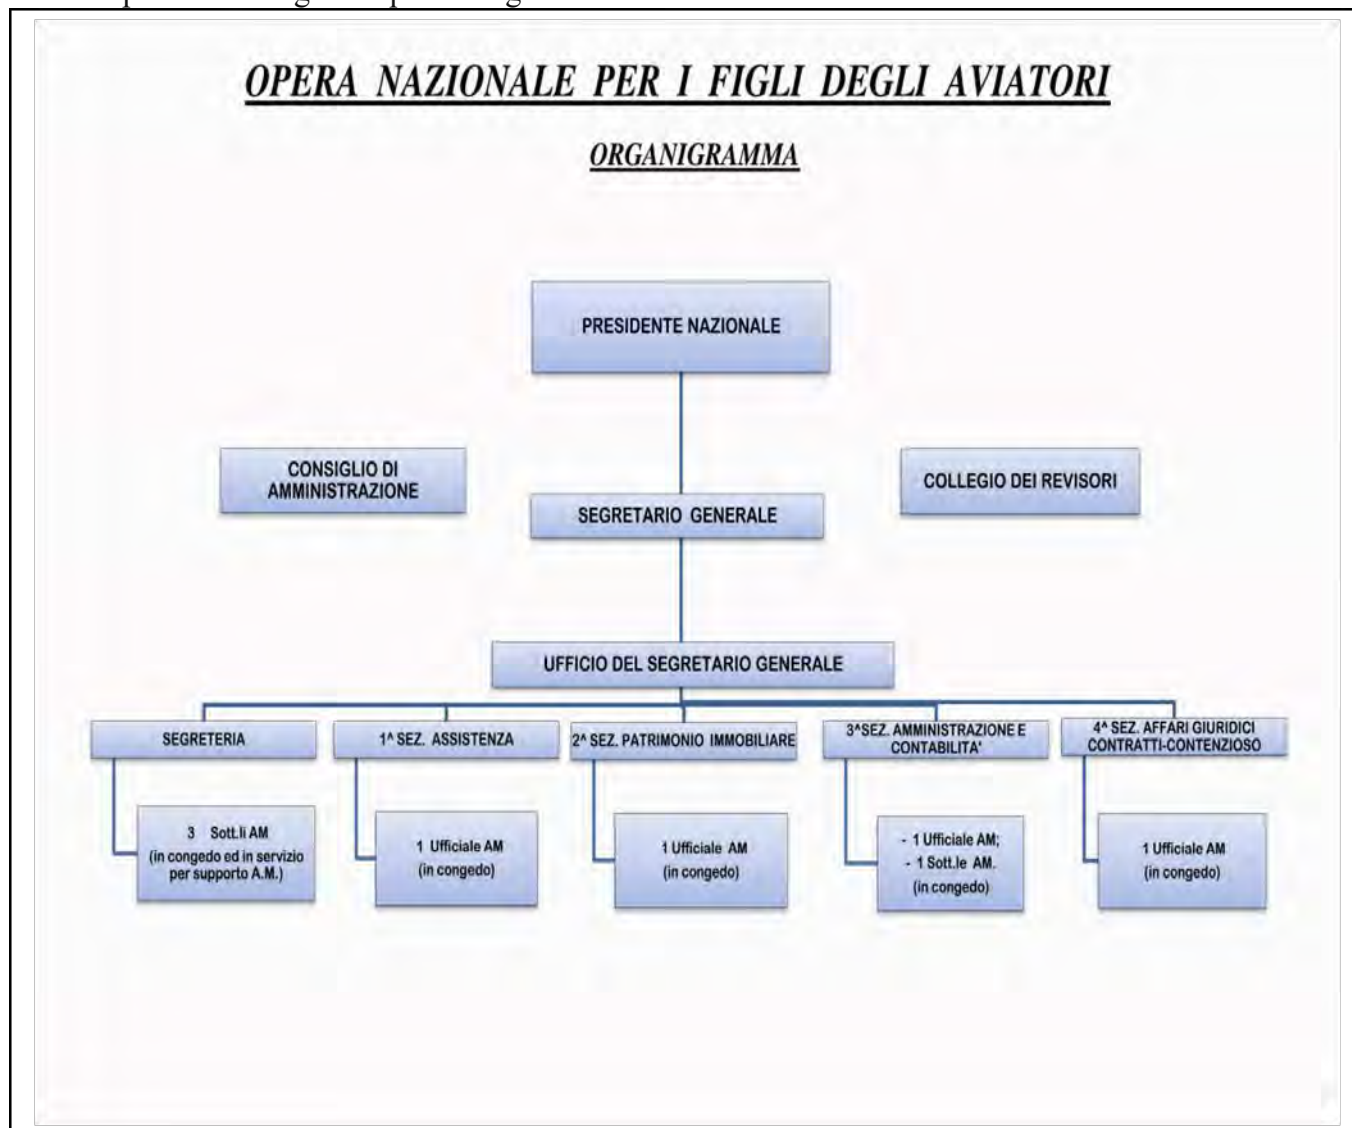 OPERA NAZIONALE PER I FIGLI DEGLI AVIATORI
ORGANIGRAMMA
PRESIDENTE NAZIONALE
CONSIGLIO DI
AMMINISTRAZIONE
COLLEGIO DEI REVISORI
SEGRETARIO GENERALE
UFFICIO DEL SEGRETARIO GENERALE
SEGRETERIA
1^ SEZ. ASSISTENZA
2^ SEZ. PATRIMONIO IMMOBILIARE
3^SEZ. AMMINISTRAZIONE E
CONTABILITA'
4^ SEZ. AFFARI GIURIDICI
CONTRATTI-CONTENZIOSO
3 Sott.li AM
(in congedo ed in servizio
per supporto A.M.)
1 Ufficiale AM
(in congedo)
1 Ufficiale AM
(in congedo)
- 1 Ufficiale AM;
- 1 Sott.le AM.
(in congedo)
1 Ufficiale AM
(in congedo)